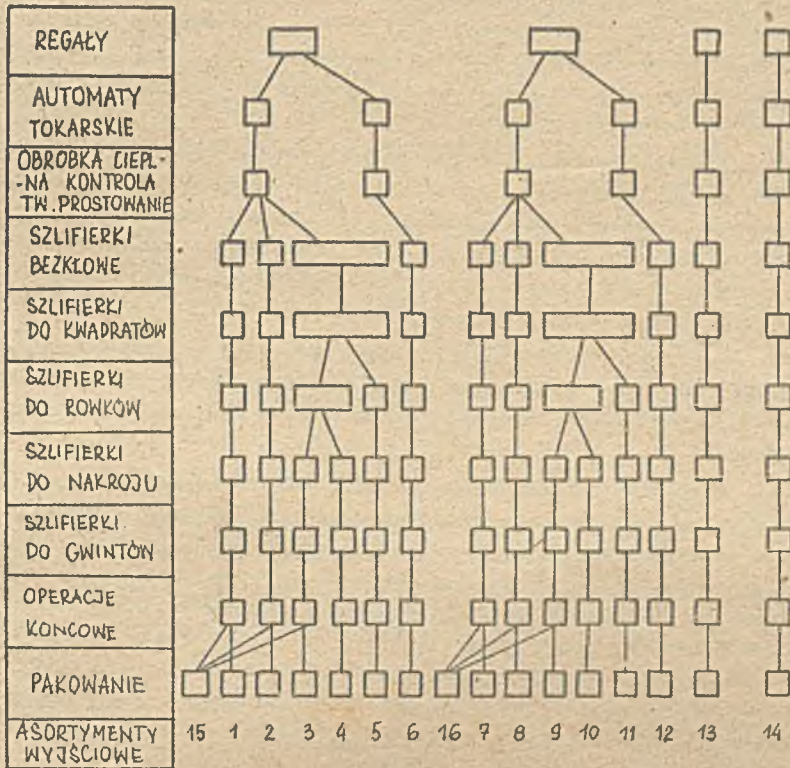 REGAŁY
AUTOMATY
TOKARSKIE
OBROBKA CIEPL-
-NA KONTROLA
TW. PROSTOWANIE
SZLIFIERKI
BEZKŁOWE
SZLIFIERKI
DO KWADRATÓW
SZLIFIERKI
DO ROWKÓW
SZLIFIERKI
DO NAKROJU
SZLIFIERKI
DO GWINTÓW
OPERACJE
KONCOWE
PAKOWANIE
ASORTYMENTY
WYJŚCIOWE
15 1 2 3 4 5 6 16 7 8 9 10 11 12 13 14